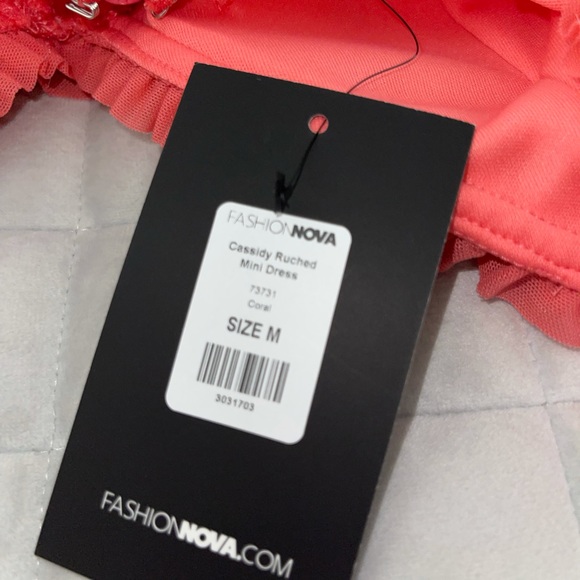 FASHIONNOVA
Cassidy Ruched
Mini Dress
73731
Coral
SIZE M
3031703
FASHIONNOVA.COM